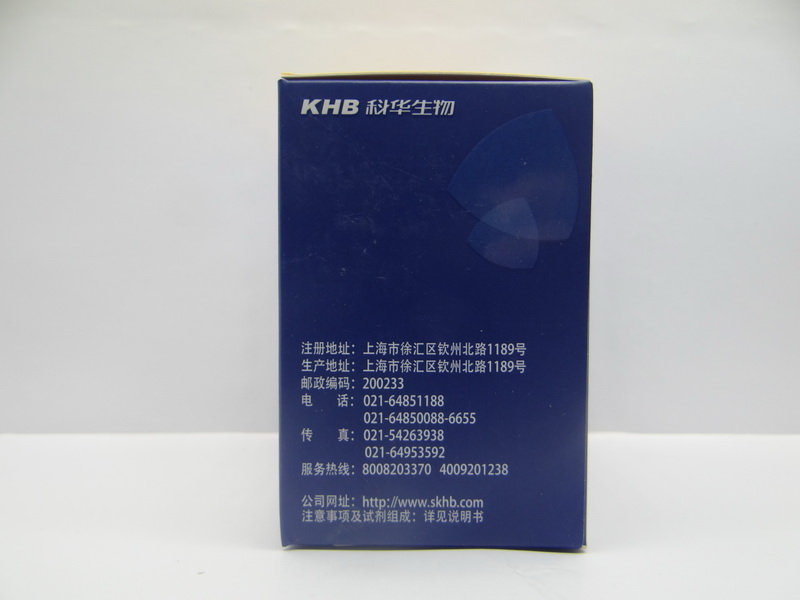 KHB 科华生物
注册地址：上海市徐汇区钦州北路1189号
生产地址：上海市徐汇区钦州北路1189号
邮政编码：200233
电　　话：021-64851188
021-64850088-6655
传　　真：021-54263938
021-64953592
服务热线：8008203370 4009201238
公司网址：http://www.skhb.com
注意事项及试剂组成：详见说明书